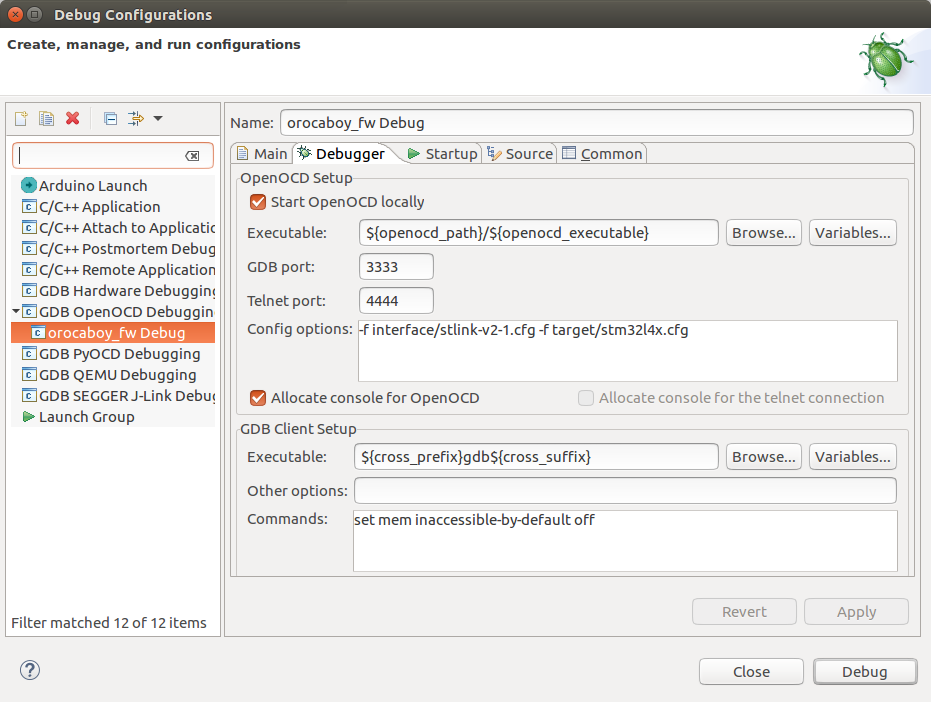 Debug Configurations
Create, manage, and run configurations
Name: orocaboy_fw Debug
Main Debugger Startup Source Common
Arduino Launch
C/C++ Application
C/C++ Attach to Applicatio
C/C++ Postmortem Debug
C/C++ Remote Application
GDB Hardware Debugging
GDB OpenOCD Debuggin
orocaboy_fw Debug
GDB PyOCD Debugging
GDB QEMU Debugging
GDB SEGGER J-Link Debug
Launch Group
Filter matched 12 of 12 items
OpenOCD Setup
Start OpenOCD locally
Executable: ${openocd_path}/${openocd_executable} Browse... Variables...
GDB port: 3333
Telnet port: 4444
Config options: -f interface/stlink-v2-1.cfg -f target/stm32l4x.cfg
Allocate console for OpenOCD Allocate console for the telnet connection
GDB Client Setup
Executable: ${cross_prefix}gdb${cross_suffix} Browse... Variables...
Other options:
Commands: set mem inaccessible-by-default off
Revert Apply
? Close Debug